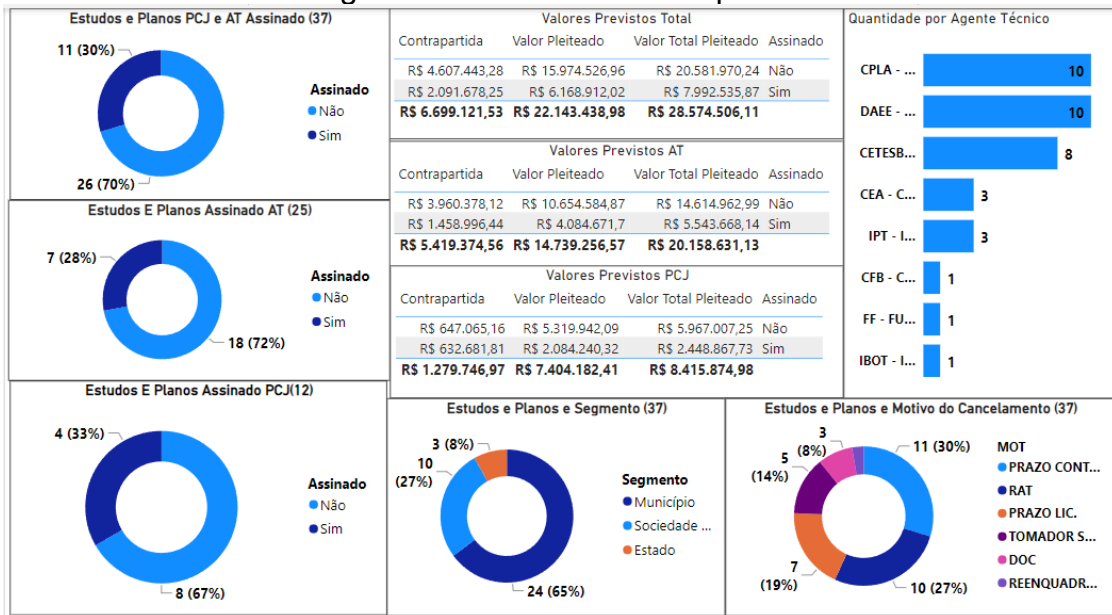 Estudos e Planos PCJ e AT Assinado (37)
11 (30%)
26 (70%)
Assinado
Não
Sim
Estudos E Planos Assinado AT (25)
7 (28%)
18 (72%)
Assinado
Não
Sim
Estudos E Planos Assinado PCJ(12)
4 (33%)
8 (67%)
Assinado
Não
Sim
Valores Previstos Total
Contrapartida Valor Pleiteado Valor Total Pleiteado Assinado
R$ 4.607.443,28 R$ 15.974.526,96 R$ 20.581.970,24 Não
R$ 2.091.678,25 R$ 6.168.912,02 R$ 7.992.535,87 Sim
R$ 6.699.121,53 R$ 22.143.438,98 R$ 28.574.506,11
Valores Previstos AT
Contrapartida Valor Pleiteado Valor Total Pleiteado Assinado
R$ 3.960.378,12 R$ 10.654.584,87 R$ 14.614.962,99 Não
R$ 1.458.996,44 R$ 4.084.671,7 R$ 5.543.668,14 Sim
R$ 5.419.374,56 R$ 14.739.256,57 R$ 20.158.631,13
Valores Previstos PCJ
Contrapartida Valor Pleiteado Valor Total Pleiteado Assinado
R$ 647.065,16 R$ 5.319.942,09 R$ 5.967.007,25 Não
R$ 632.681,81 R$ 2.084.240,32 R$ 2.448.867,73 Sim
R$ 1.279.746,97 R$ 7.404.182,41 R$ 8.415.874,98
Quantidade por Agente Técnico
CPLA - ... 10
DAEE - ... 10
CETESB... 8
CEA - C... 3
IPT - I... 3
CFB - C... 1
FF - FU... 1
IBOT - I... 1
Estudos e Planos e Segmento (37)
3 (8%)
10
(27%)
24 (65%)
Segmento
Município
Sociedade ...
Estado
Estudos e Planos e Motivo do Cancelamento (37)
3
(8%)
5
(14%)
7
(19%)
11 (30%)
10 (27%)
MOT
PRAZO CONT...
RAT
PRAZO LIC.
TOMADOR S...
DOC
REENQUADR...